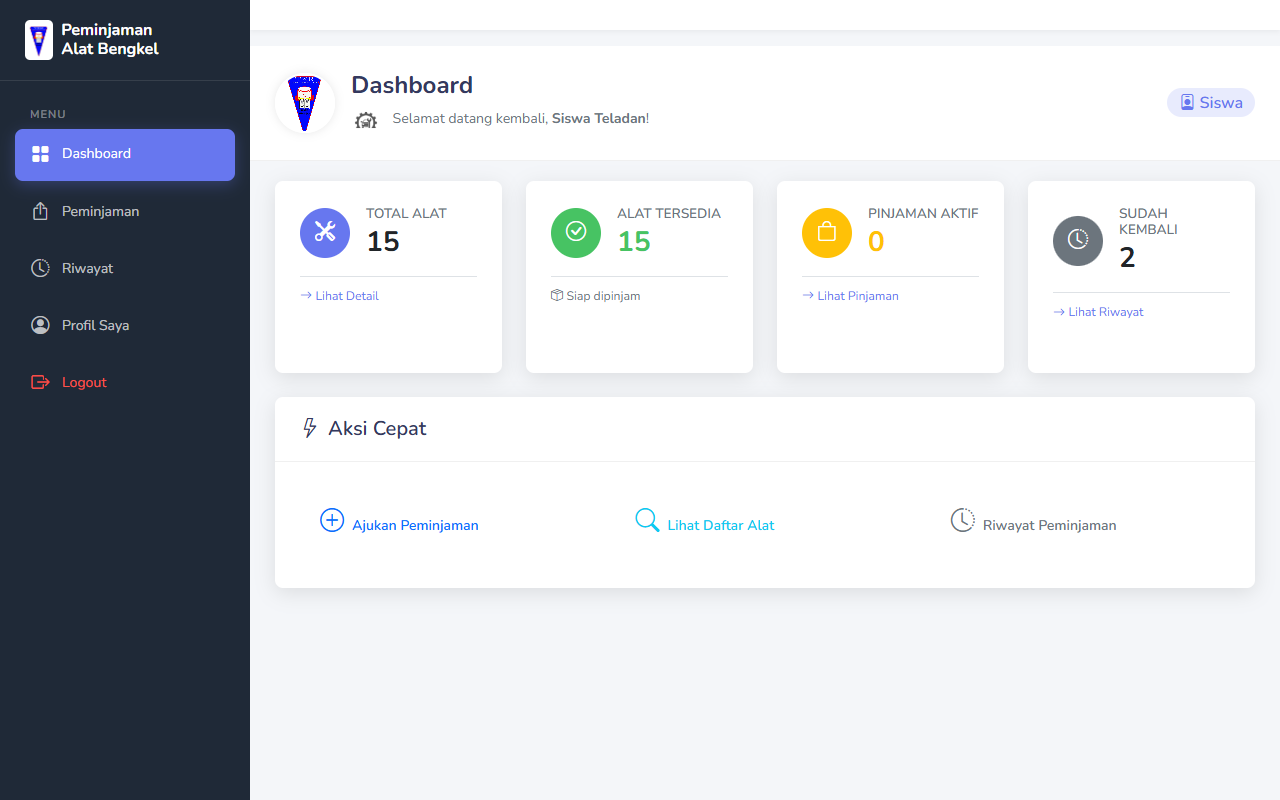 Peminjaman
Alat Bengkel
MENU
Dashboard
Peminjaman
Riwayat
Profil Saya
Logout
Dashboard
Selamat datang kembali, Siswa Teladan!
Siswa
TOTAL ALAT
15
Lihat Detail
ALAT TERSEDIA
15
Siap dipinjam
PINJAMAN AKTIF
0
Lihat Pinjaman
SUDAH
KEMBALI
2
Lihat Riwayat
Aksi Cepat
Ajukan Peminjaman
Lihat Daftar Alat
Riwayat Peminjaman